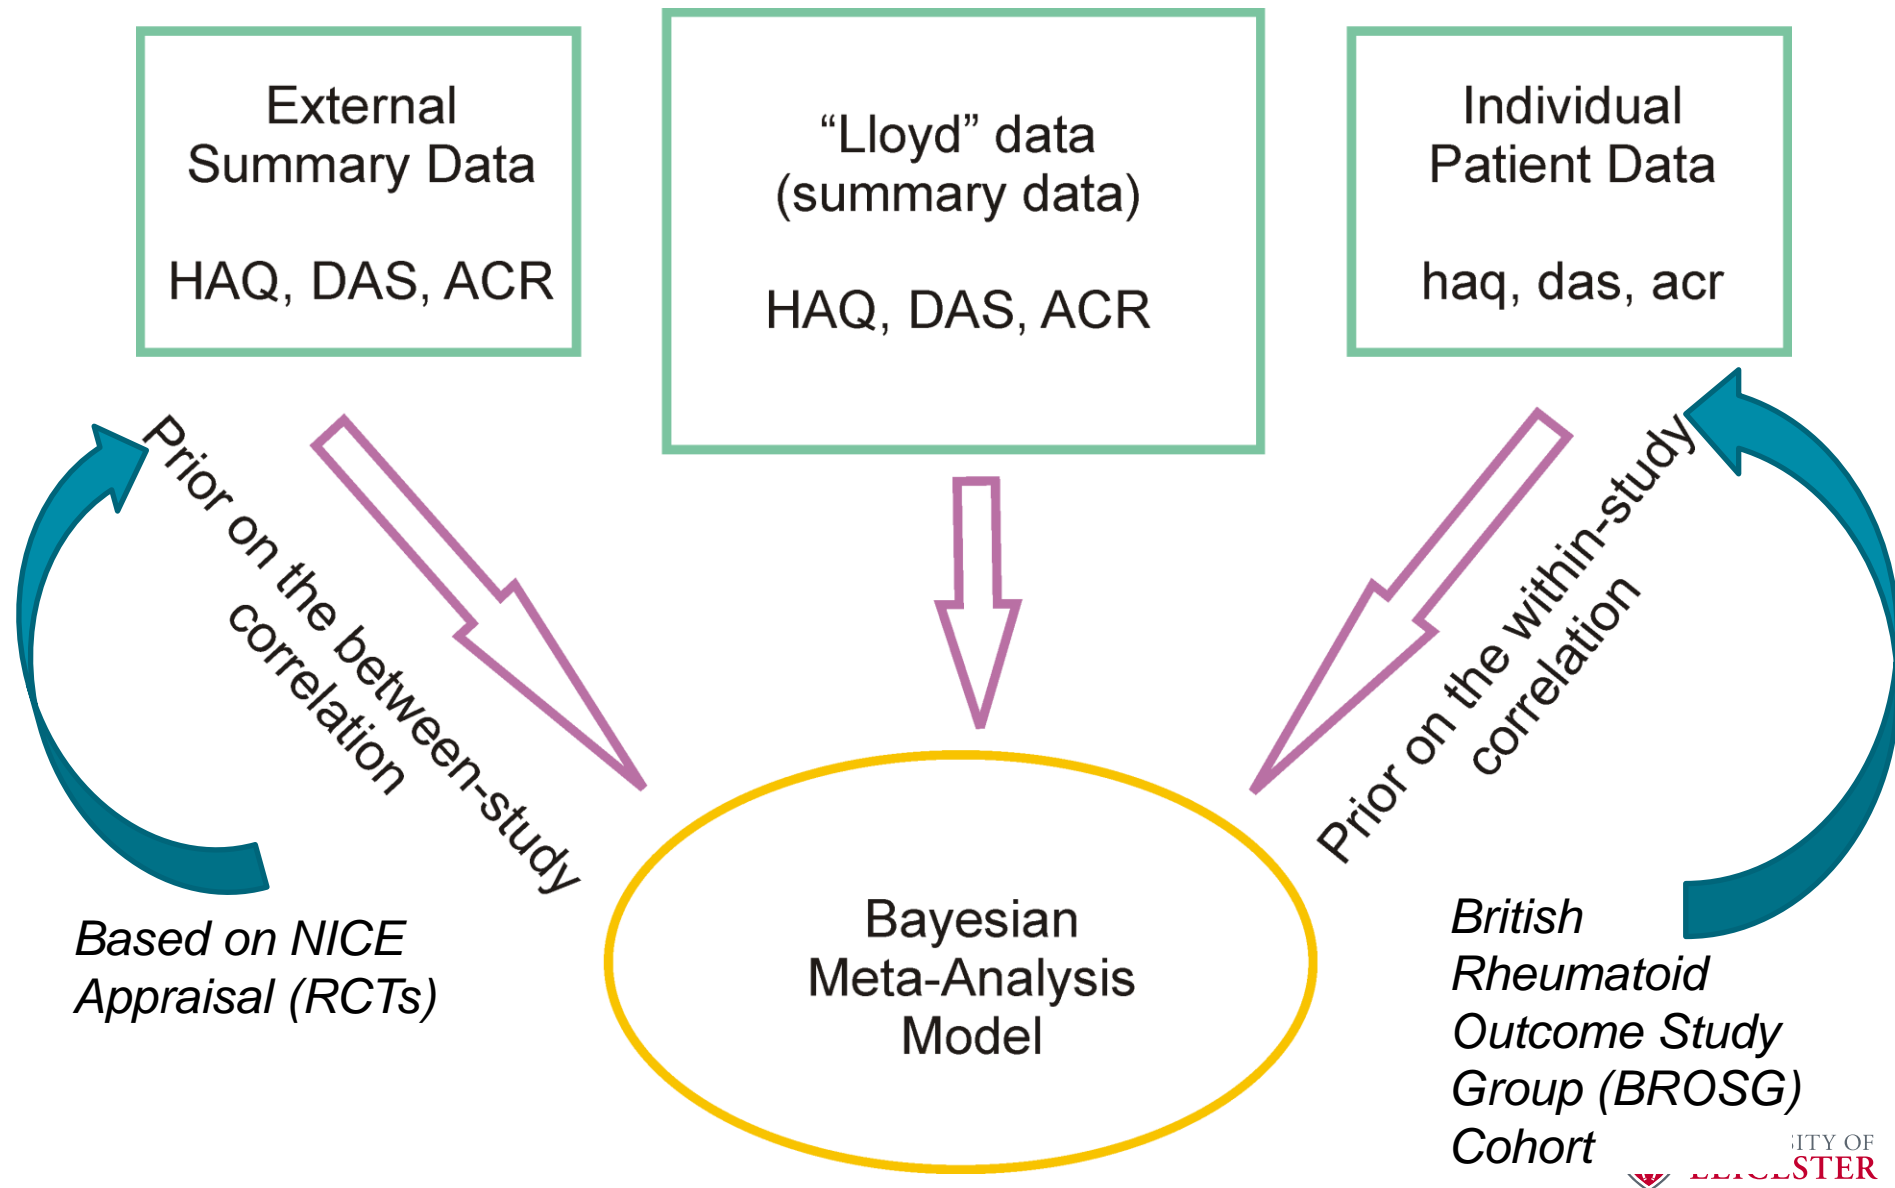 External
Summary Data
HAQ, DAS, ACR
“Lloyd” data
(summary data)
HAQ, DAS, ACR
Individual
Patient Data
haq, das, acr
Prior on the between-study
correlation
Prior on the within-study
correlation
Based on NICE
Appraisal (RCTs)
Bayesian
Meta-Analysis
Model
British
Rheumatoid
Outcome Study
Group (BROSG)
Cohort
OF